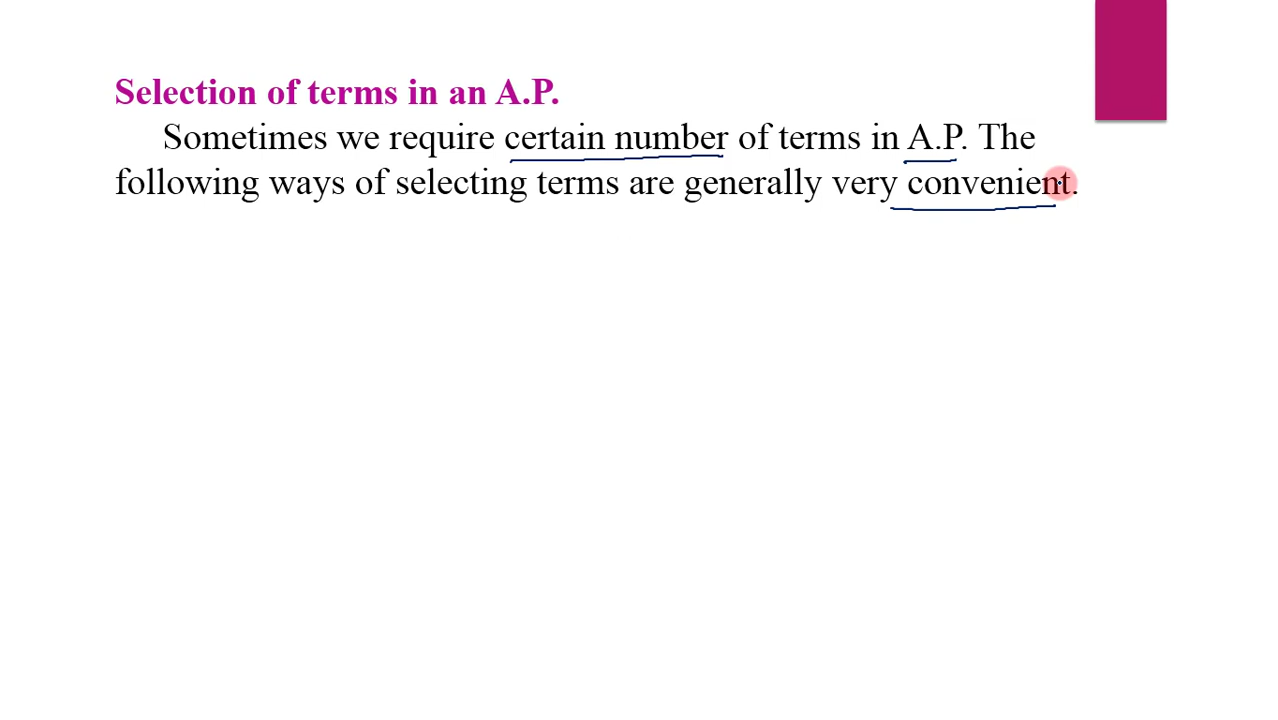 Selection of terms in an A.P.
Sometimes we require certain number of terms in A.P. The
following ways of selecting terms are generally very convenient.